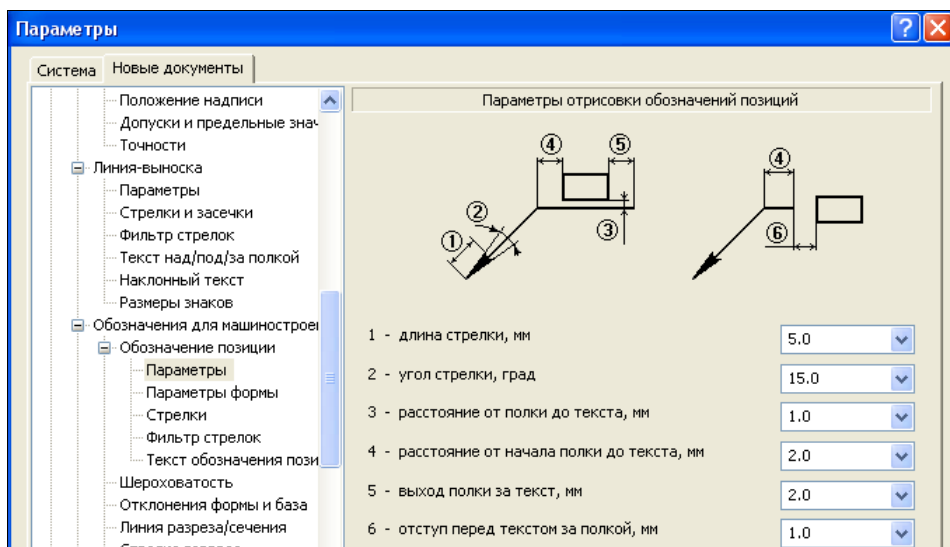 Параметры
Система Новые документы
Положение надписи
Допуски и предельные знач
Точности
Линия-выноска
Параметры
Стрелки и засечки
Фильтр стрелок
Текст над/под/за полкой
Наклонный текст
Размеры знаков
Обозначения для машиностроен
Обозначение позиции
Параметры
Параметры формы
Стрелки
Фильтр стрелок
Текст обозначения пози
Шероховатость
Отклонения формы и база
Линия разреза/сечения
Параметры отрисовки обозначений позиций
4 5
2
1 3
4
6
1 - длина стрелки, мм 5.0
2 - угол стрелки, град 15.0
3 - расстояние от полки до текста, мм 1.0
4 - расстояние от начала полки до текста, мм 2.0
5 - выход полки за текст, мм 2.0
6 - отступ перед текстом за полкой, мм 1.0